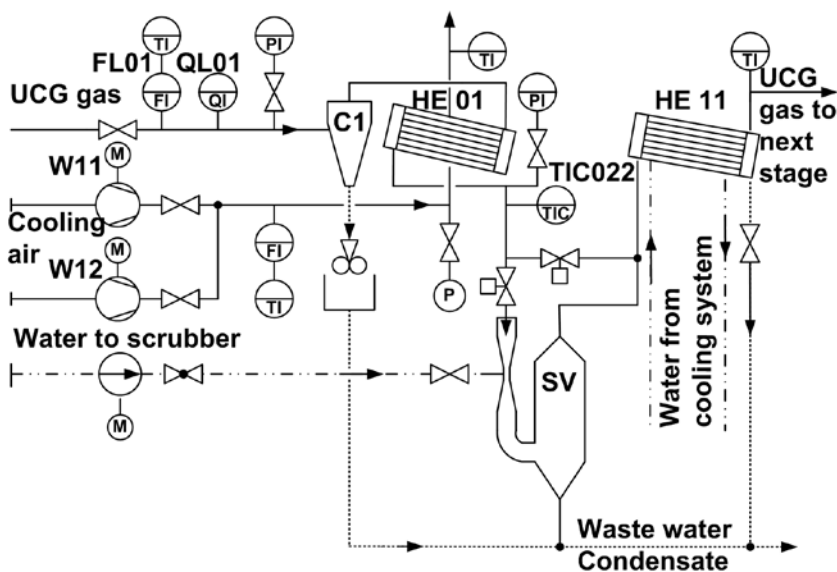 TI
PI
FL01 QL01
TI
TI
UCG
UCG gas
FI
QI
HE 01
PI
HE 11
gas to
C1
next
W11
M
TIC022
stage
Cooling
TIC
air
M
FI
W12
TI
P
Water to scrubber
Water from
cooling system
SV
M
Waste water
Condensate